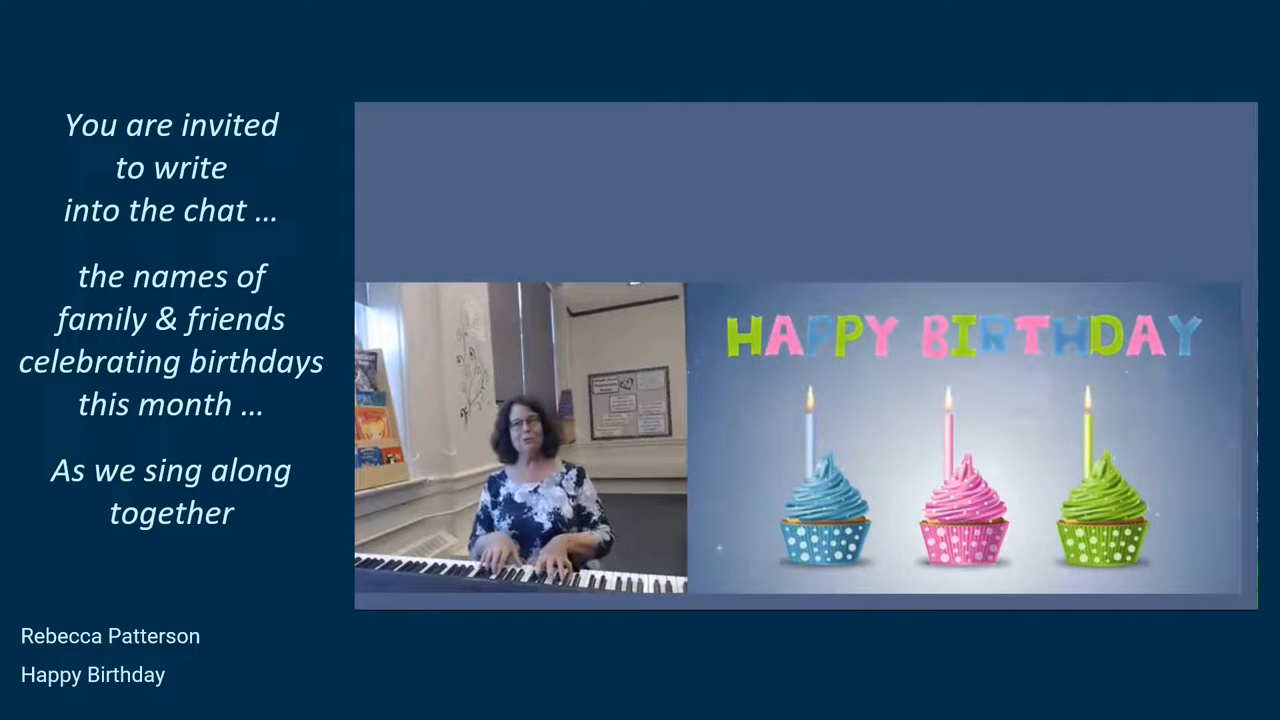 You are invited
to write
into the chat …
the names of
family & friends
celebrating birthdays
this month …
As we sing along
together
HAPPY BIRTHDAY
Rebecca Patterson
Happy Birthday